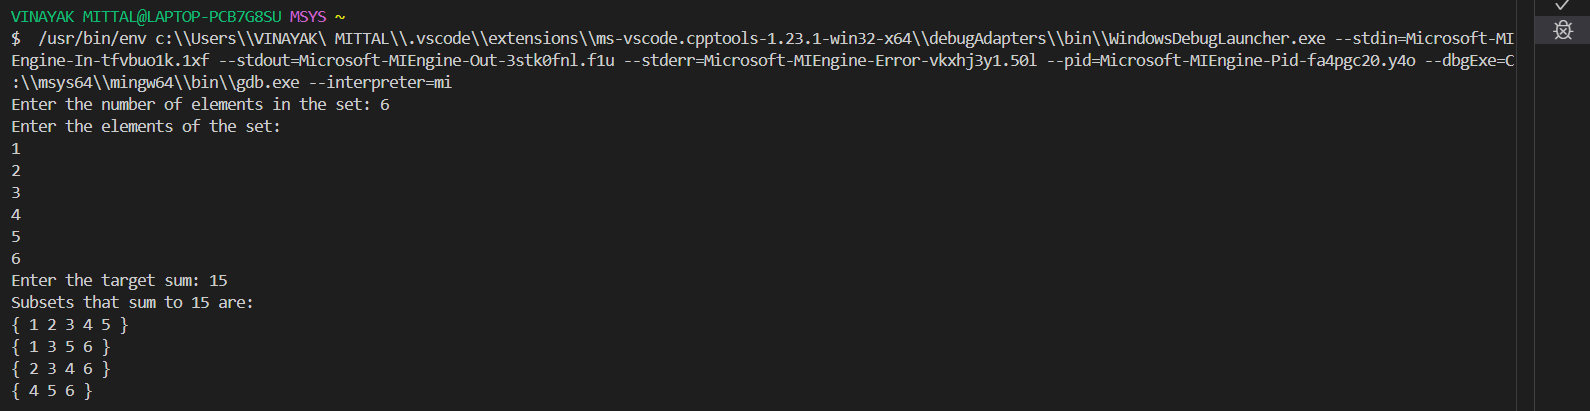 VINAYAK MITTAL@LAPTOP-PCB7G8SU MSYS ~
$  /usr/bin/env c:\\Users\\VINAYAK\ MITTAL\\.vscode\\extensions\\ms-vscode.cpptools-1.23.1-win32-x64\\debugAdapters\\bin\\WindowsDebugLauncher.exe --stdin=Microsoft-MI
Engine-In-tfvbuo1k.1xf --stdout=Microsoft-MIEngine-Out-3stk0fnl.f1u --stderr=Microsoft-MIEngine-Error-vkxhj3y1.50l --pid=Microsoft-MIEngine-Pid-fa4pgc20.y4o --dbgExe=C
:\\msys64\\mingw64\\bin\\gdb.exe --interpreter=mi
Enter the number of elements in the set: 6
Enter the elements of the set:
1
2
3
4
5
6
Enter the target sum: 15
Subsets that sum to 15 are:
{ 1 2 3 4 5 }
{ 1 3 5 6 }
{ 2 3 4 6 }
{ 4 5 6 }